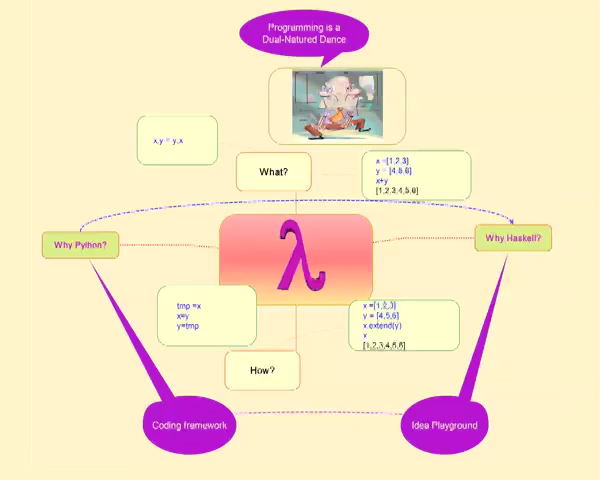 Programming is a
Dual-Natured Dance
x,y = y,x
What?
x =[1,2,3]
y = [4,5,6]
x+y
[1,2,3,4,5,6]
Why Python?
Why Haskell?
λ
tmp =x
x=y
y=tmp
x =[1,2,3]
y = [4,5,6]
x.extend(y)
y
[1,2,3,4,5,6]
How?
Coding framework
Idea Playground